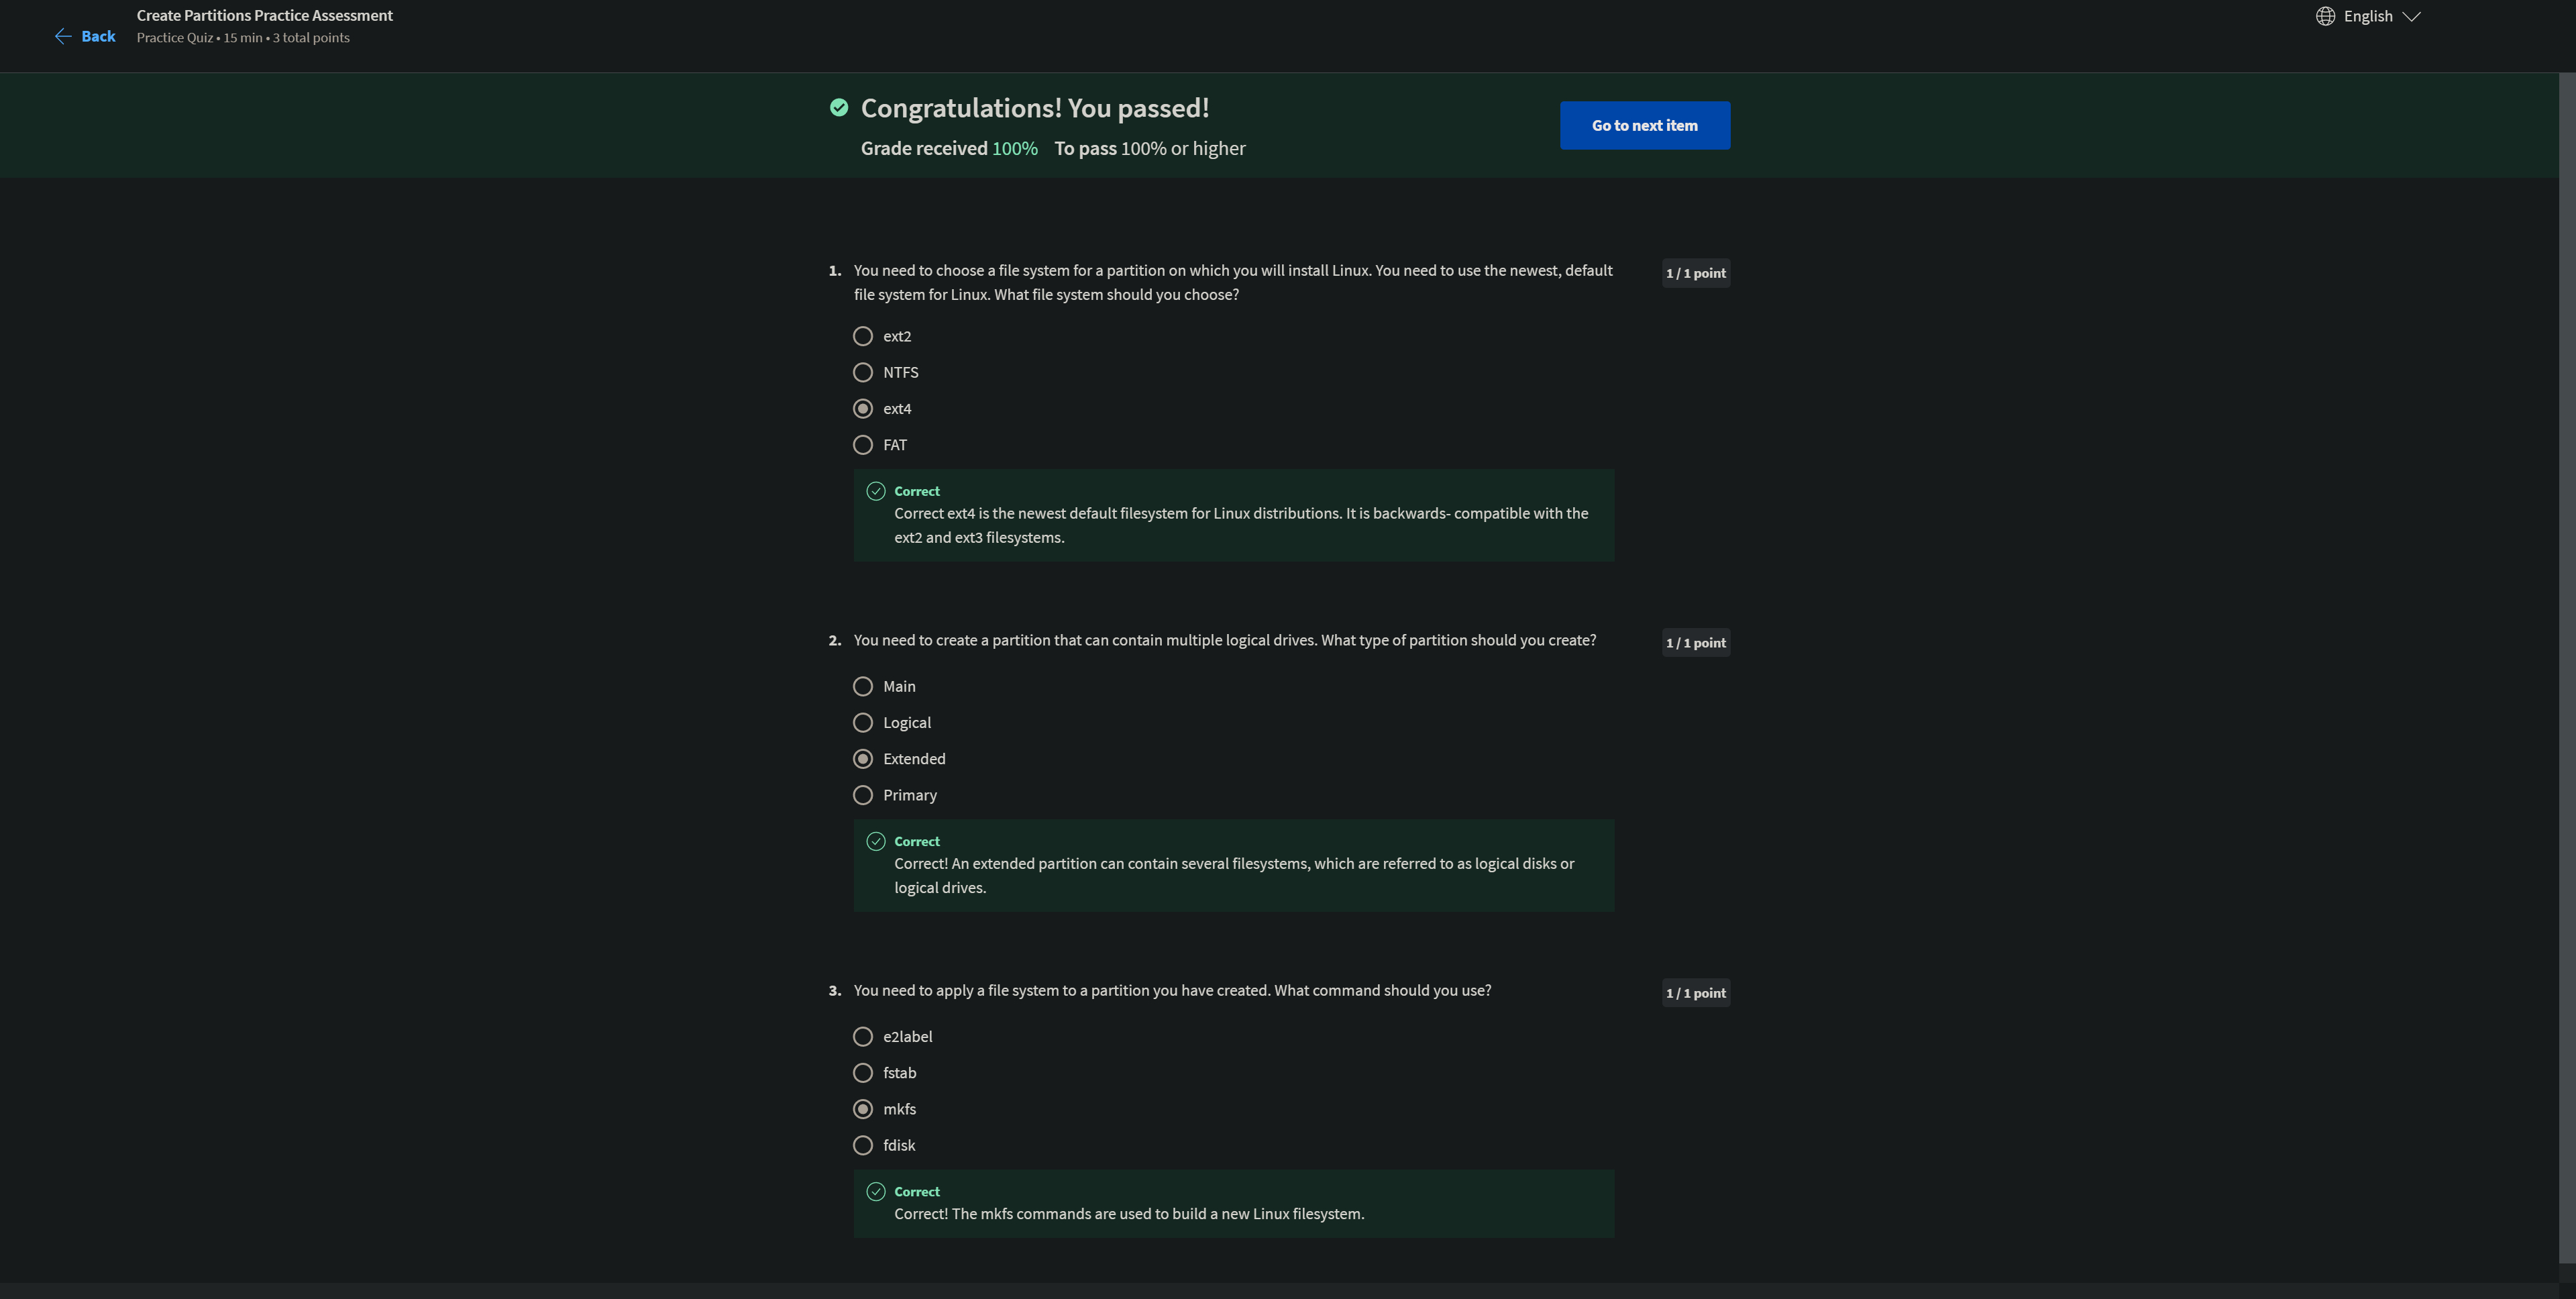 Back
Create Partitions Practice Assessment
Practice Quiz • 15 min • 3 total points
English
Congratulations! You passed!
Grade received 100% To pass 100% or higher
Go to next item
1. You need to choose a file system for a partition on which you will install Linux. You need to use the newest, default
file system for Linux. What file system should you choose?
1 / 1 point
ext2
NTFS
ext4
FAT
Correct
Correct ext4 is the newest default filesystem for Linux distributions. It is backwards- compatible with the
ext2 and ext3 filesystems.
2. You need to create a partition that can contain multiple logical drives. What type of partition should you create?
1 / 1 point
Main
Logical
Extended
Primary
Correct
Correct! An extended partition can contain several filesystems, which are referred to as logical disks or
logical drives.
3. You need to apply a file system to a partition you have created. What command should you use?
1 / 1 point
e2label
fstab
mkfs
fdisk
Correct
Correct! The mkfs commands are used to build a new Linux filesystem.